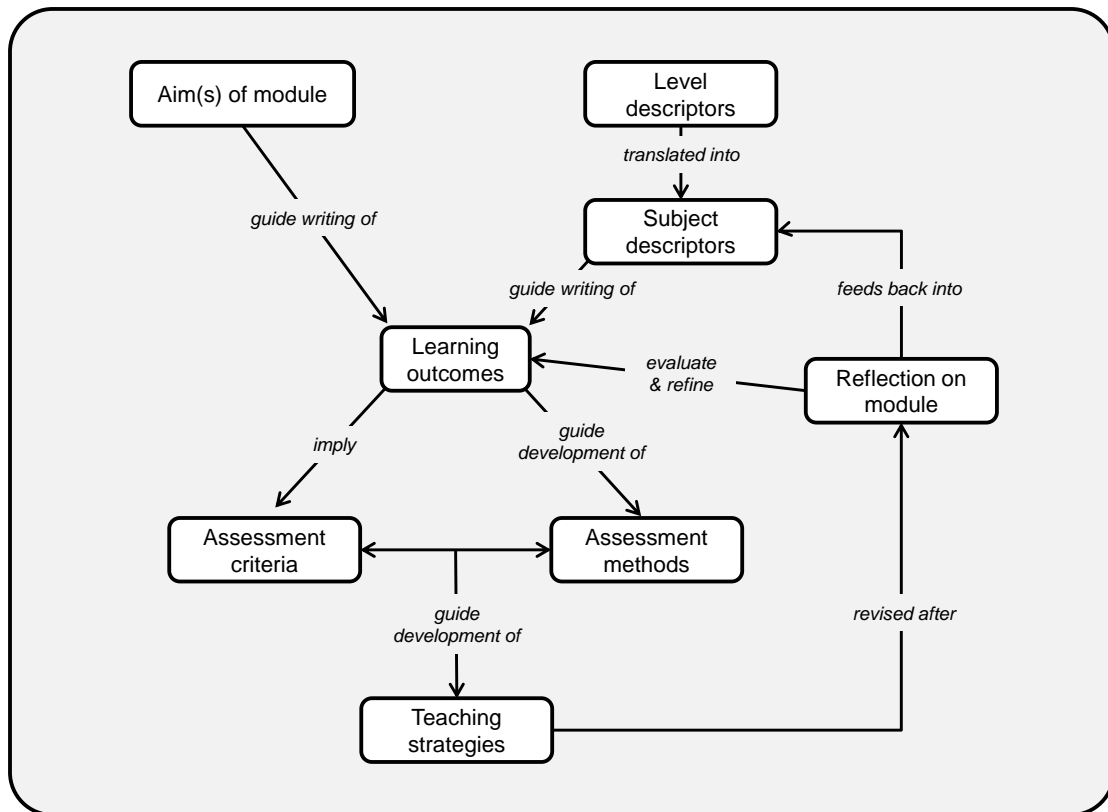 Aim(s) of module
Level
descriptors
translated into
guide writing of
Subject
descriptors
guide writing of
feeds back into
Learning
outcomes
evaluate
& refine
Reflection on
module
imply
guide
development of
Assessment
criteria
Assessment
methods
guide
development of
revised after
Teaching
strategies